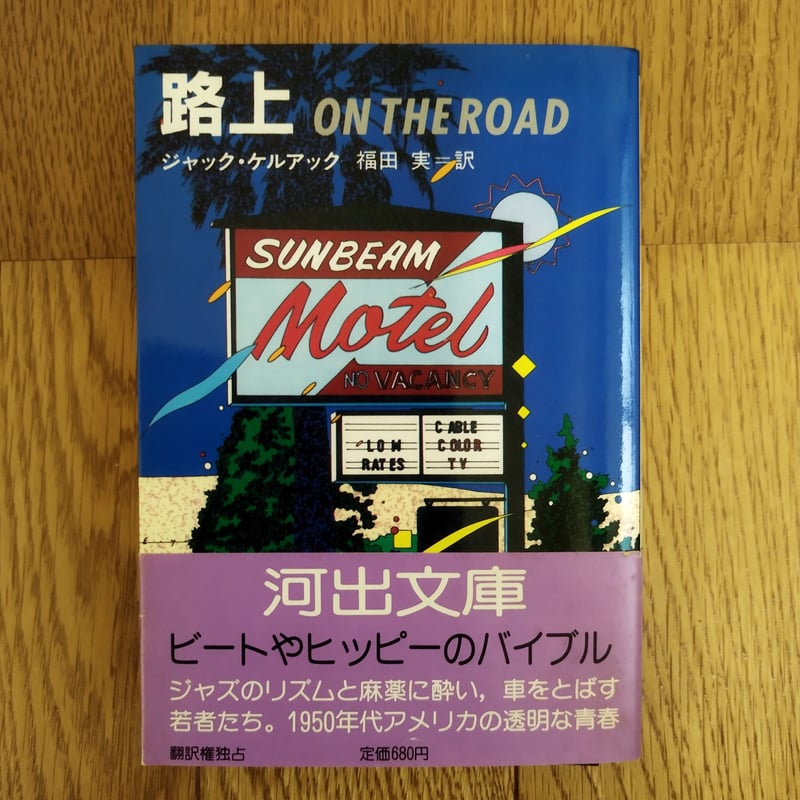 路上 ON THE ROAD
ジャック・ケルアック 福田 実＝訳
SUNBEAM
Motel
NO VACANCY
LOW
RATES
CABLE
COLOR
TV
河出文庫
ビートやヒッピーのバイブル
ジャズのリズムと麻薬に酔い，車をとばす
若者たち。1950年代アメリカの透明な青春
翻訳権独占 定価680円